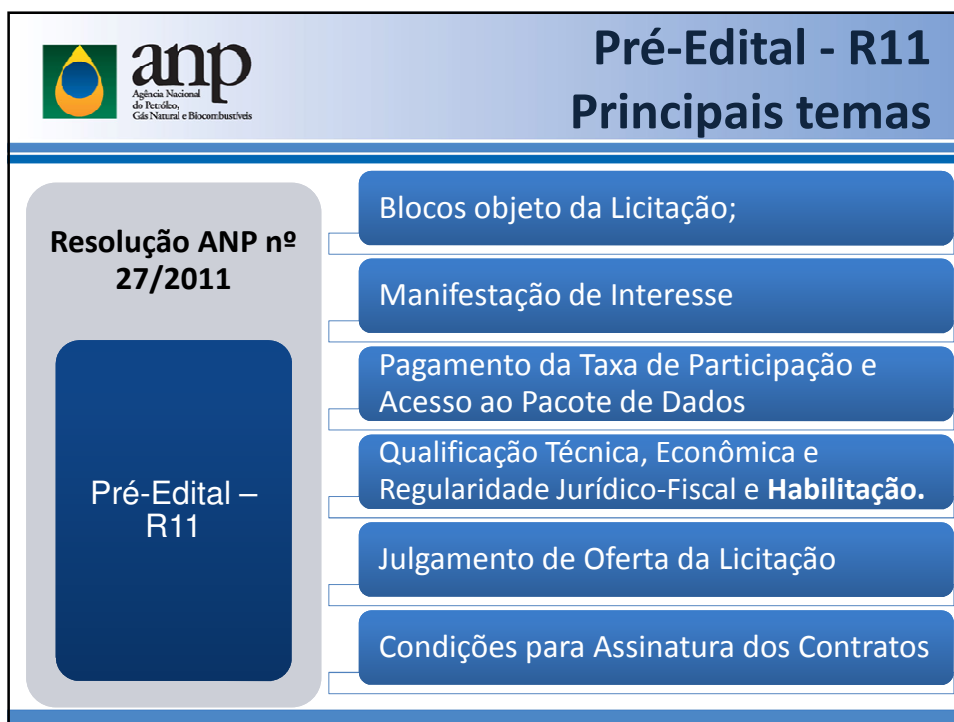 anp
Agência Nacional
do Petróleo,
Gás Natural e Biocombustíveis
Pré-Edital - R11
Principais temas
Resolução ANP nº
27/2011
Pré-Edital –
R11
Blocos objeto da Licitação;
Manifestação de Interesse
Pagamento da Taxa de Participação e
Acesso ao Pacote de Dados
Qualificação Técnica, Econômica e
Regularidade Jurídico-Fiscal e Habilitação.
Julgamento de Oferta da Licitação
Condições para Assinatura dos Contratos